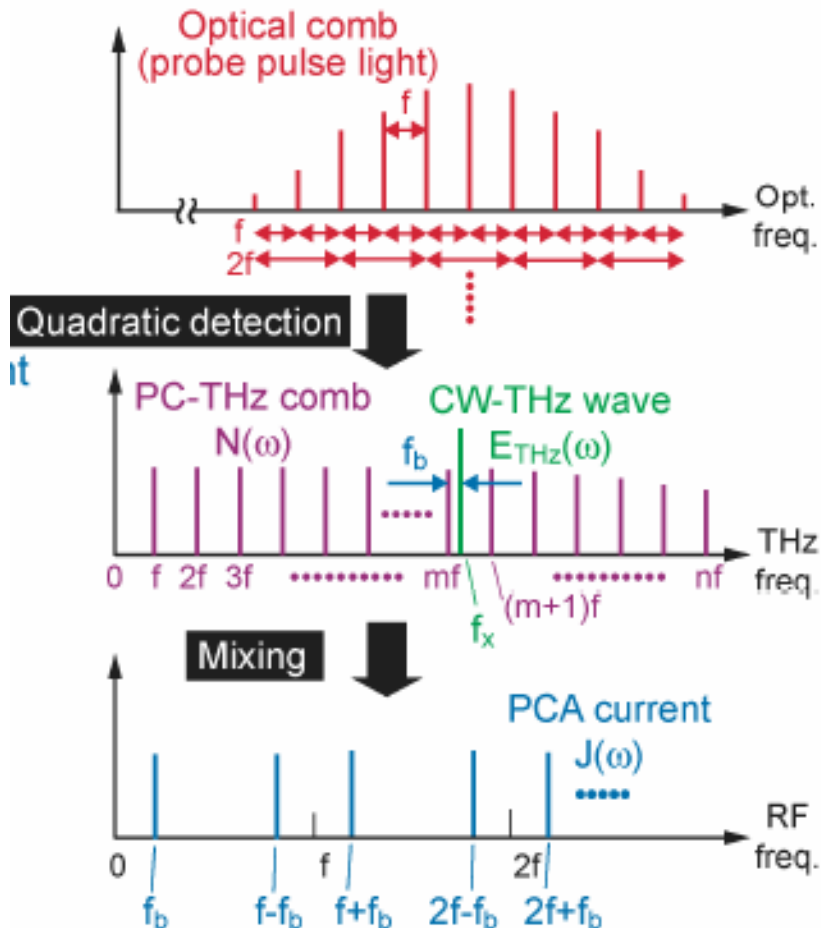 Optical comb
(probe pulse light)
f
Opt.
freq.
f
2f
Quadratic detection
nt
PC-THz comb
N(ω)
CW-THz wave
E_THz(ω)
f_b
THz
freq.
0 f 2f 3f mf nf
(m+1)f
f_x
Mixing
PCA current
J(ω)
RF
freq.
0 f 2f
f_b f-f_b f+f_b 2f-f_b 2f+f_b